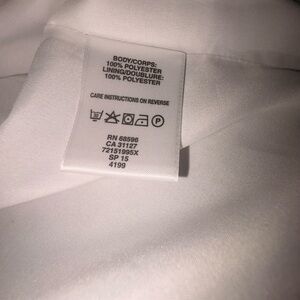 BODY/CORPS:
100% POLYESTER
LINING/DOUBLURE:
100% POLYESTER
CARE INSTRUCTIONS ON REVERSE
P
RN 68596
CA 31127
72151995X
SP 15
4199